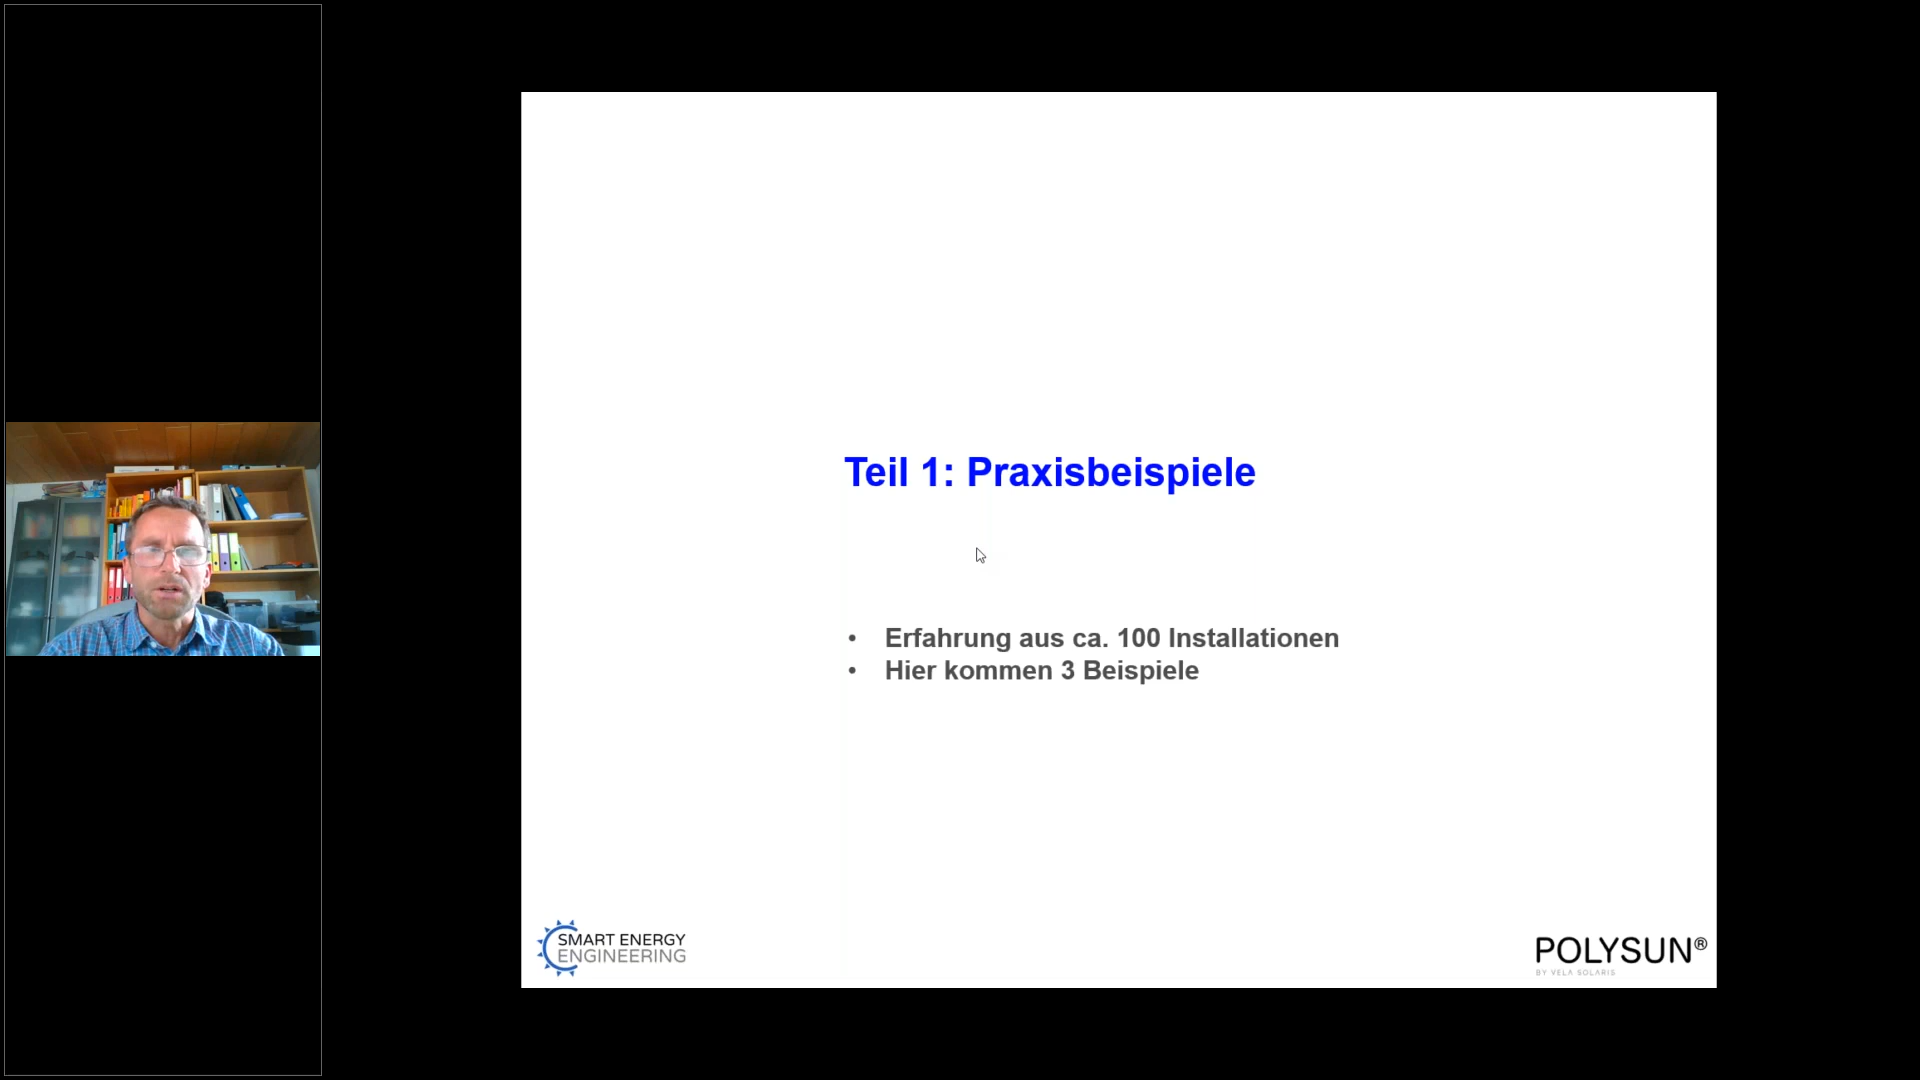 Teil 1: Praxisbeispiele
• Erfahrung aus ca. 100 Installationen
• Hier kommen 3 Beispiele
SMART ENERGY
ENGINEERING
POLYSUN®
BY VELA SOLARIS